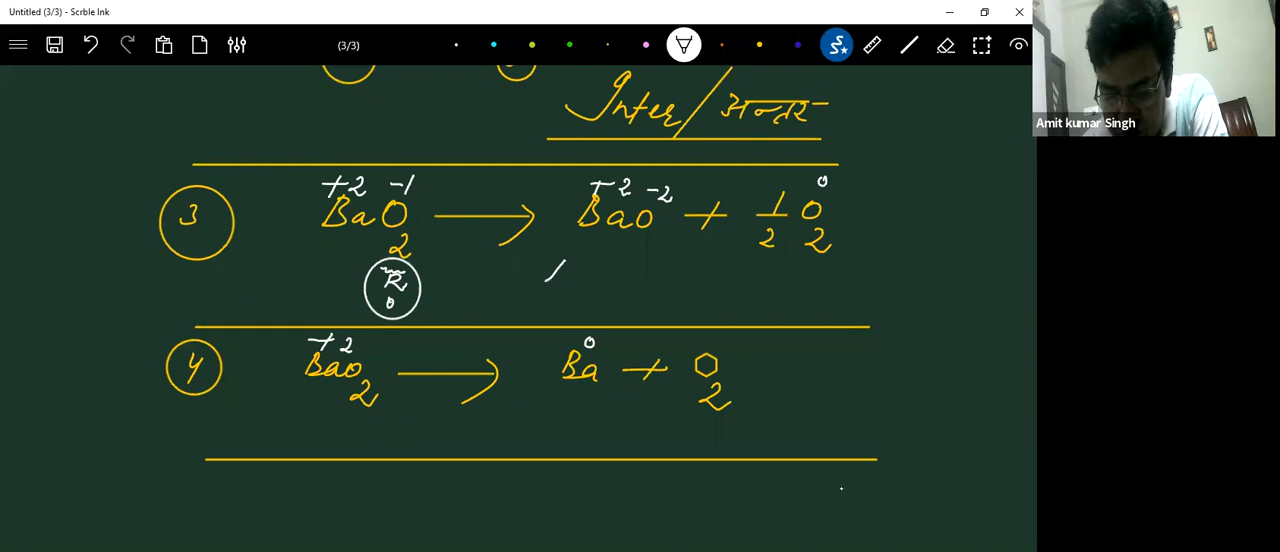 Untitled (3/3) - Scrble Ink
(3/3)
Amit kumar Singh
Inter/अन्तर
+2 -1 +2 -2 0
3 BaO2 → BaO + 1/2 O2
R
0
+2 0
4 BaO2 → Ba + O2